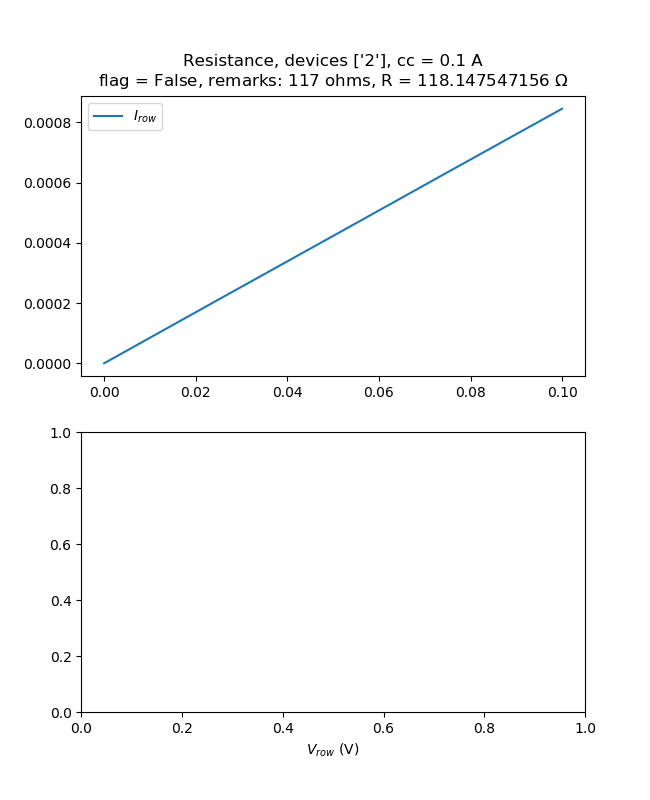 Resistance, devices ['2'], cc = 0.1 A
flag = False, remarks: 117 ohms, R = 118.147547156 Ω
I_row
0.0008
0.0006
0.0004
0.0002
0.0000
0.00 0.02 0.04 0.06 0.08 0.10
1.0
0.8
0.6
0.4
0.2
0.0
0.0 0.2 0.4 0.6 0.8 1.0
V_row (V)